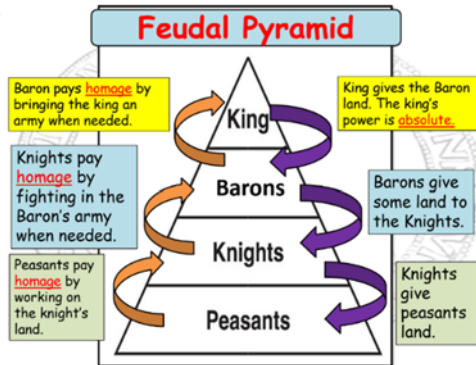 Feudal Pyramid
Baron pays homage by
bringing the king an
army when needed.
King gives the Baron
land. The king's
power is absolute.
King
Knights pay
homage by
fighting in the
Baron's army
when needed.
Barons
Barons give
some land to
the Knights.
Knights
Peasants pay
homage by
working on
the knight's
land.
Knights
give
peasants
land.
Peasants